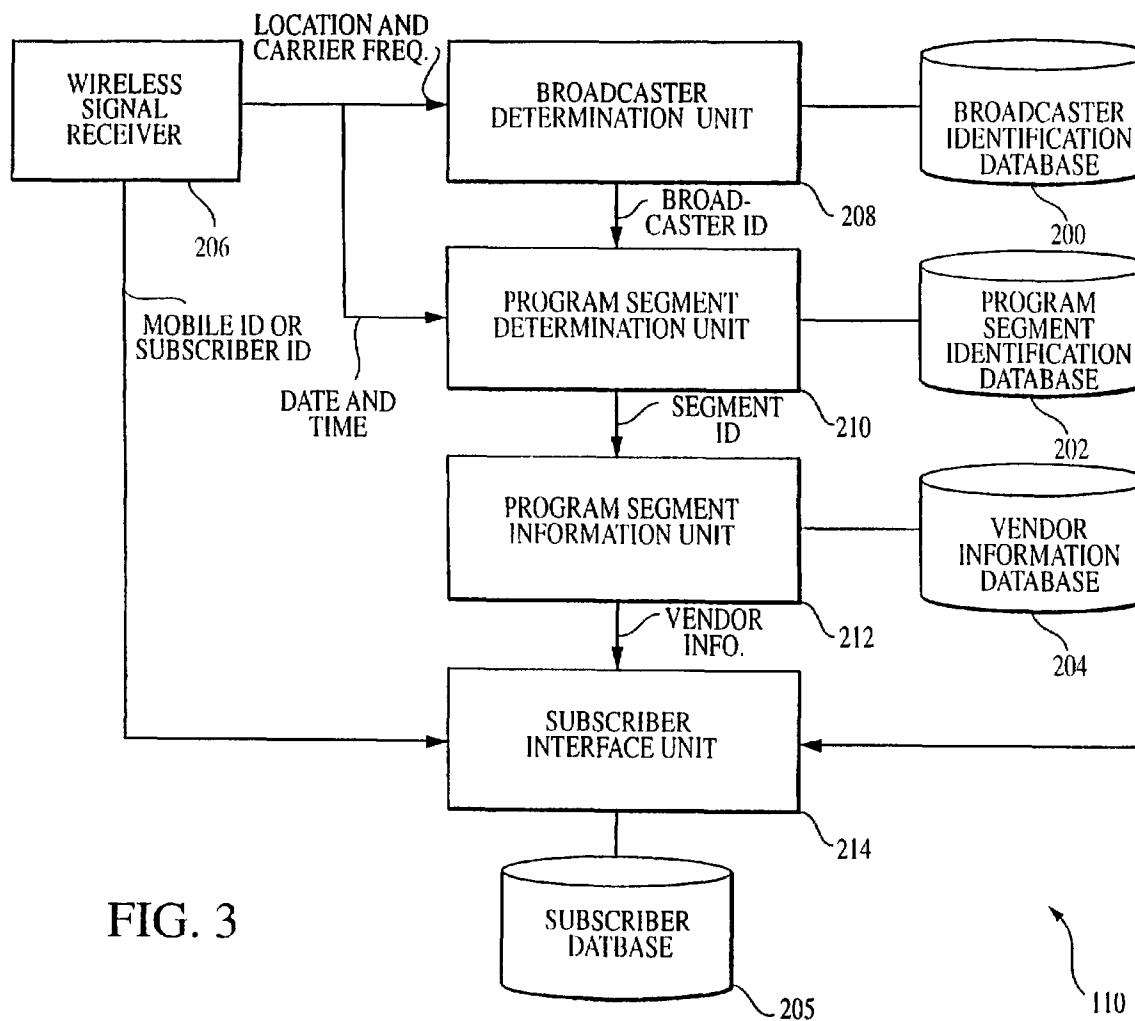 LOCATION AND
CARRIER FREQ.
WIRELESS
SIGNAL
RECEIVER
206
BROADCASTER
DETERMINATION UNIT
208
BROADCASTER
IDENTIFICATION
DATABASE
200
BROAD-
CASTER ID
MOBILE ID OR
SUBSCRIBER ID
DATE AND
TIME
PROGRAM SEGMENT
DETERMINATION UNIT
210
PROGRAM
SEGMENT
IDENTIFICATION
DATABASE
202
SEGMENT
ID
PROGRAM SEGMENT
INFORMATION UNIT
212
VENDOR
INFORMATION
DATABASE
204
VENDOR
INFO.
SUBSCRIBER
INTERFACE UNIT
214
SUBSCRIBER
DATBASE
205
FIG. 3
110